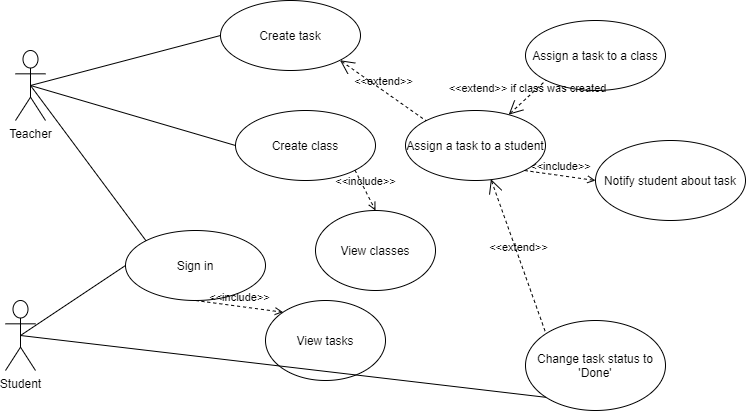 Create task
Assign a task to a class
<<extend>>
<<extend>> if class was created
Teacher
Create class
Assign a task to a student
<<include>>
Notify student about task
<<include>>
View classes
<<extend>>
Sign in
<<include>>
View tasks
Student
Change task status to
'Done'